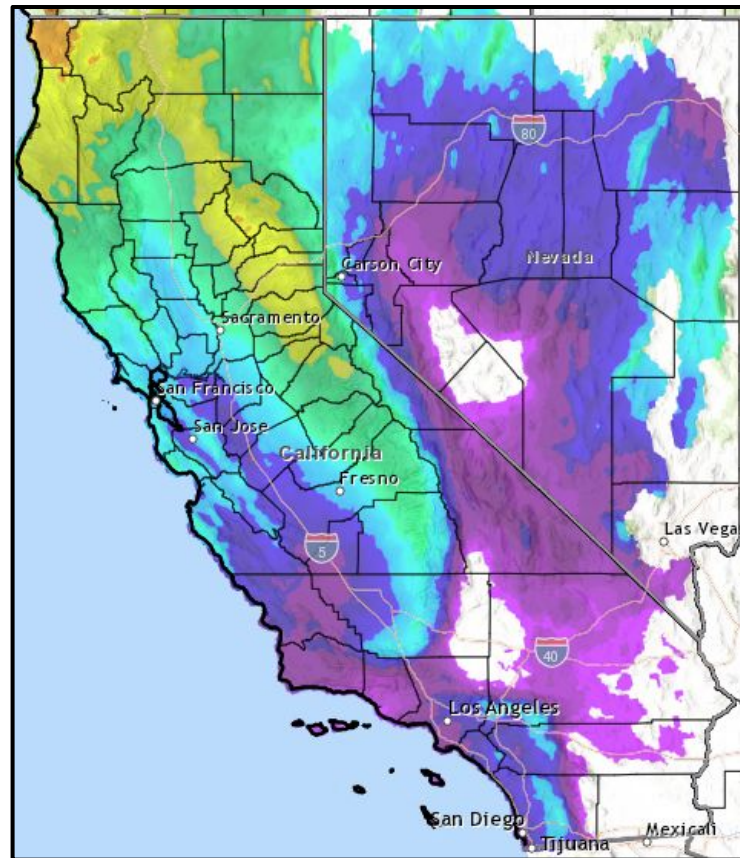 80
Nevada
Carson City
Sacramento
San Francisco
San Jose
California
Fresno
Las Vega
5
40
Los Angeles
San Diego
Mexicali
Tijuana